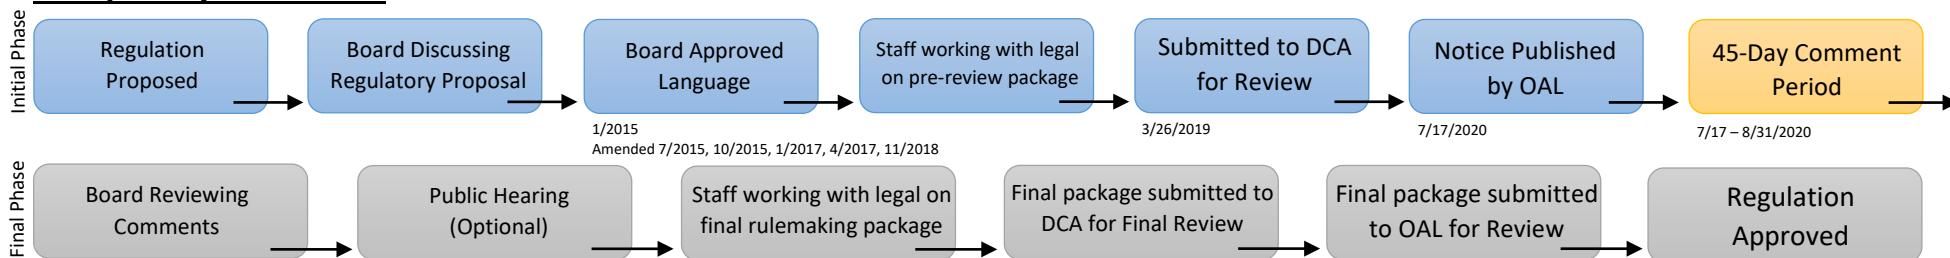 Initial Phase
Regulation
Proposed
Board Discussing
Regulatory Proposal
Board Approved
Language
Staff working with legal
on pre-review package
Submitted to DCA
for Review
Notice Published
by OAL
45-Day Comment
Period
1/2015
Amended 7/2015, 10/2015, 1/2017, 4/2017, 11/2018
3/26/2019
7/17/2020
7/17 – 8/31/2020
Final Phase
Board Reviewing
Comments
Public Hearing
(Optional)
Staff working with legal on
final rulemaking package
Final package submitted to
DCA for Final Review
Final package submitted
to OAL for Review
Regulation
Approved